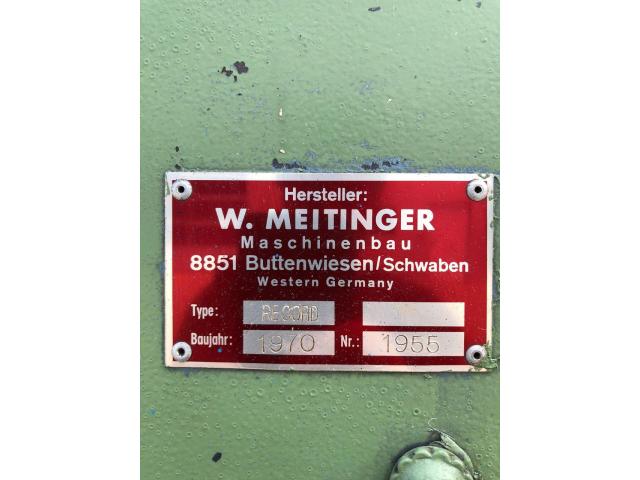 Hersteller:
W. MEITINGER
Maschinenbau
8851 Buttenwiesen/Schwaben
Western Germany
Type: RECORD
Baujahr: 1970 Nr.: 1955